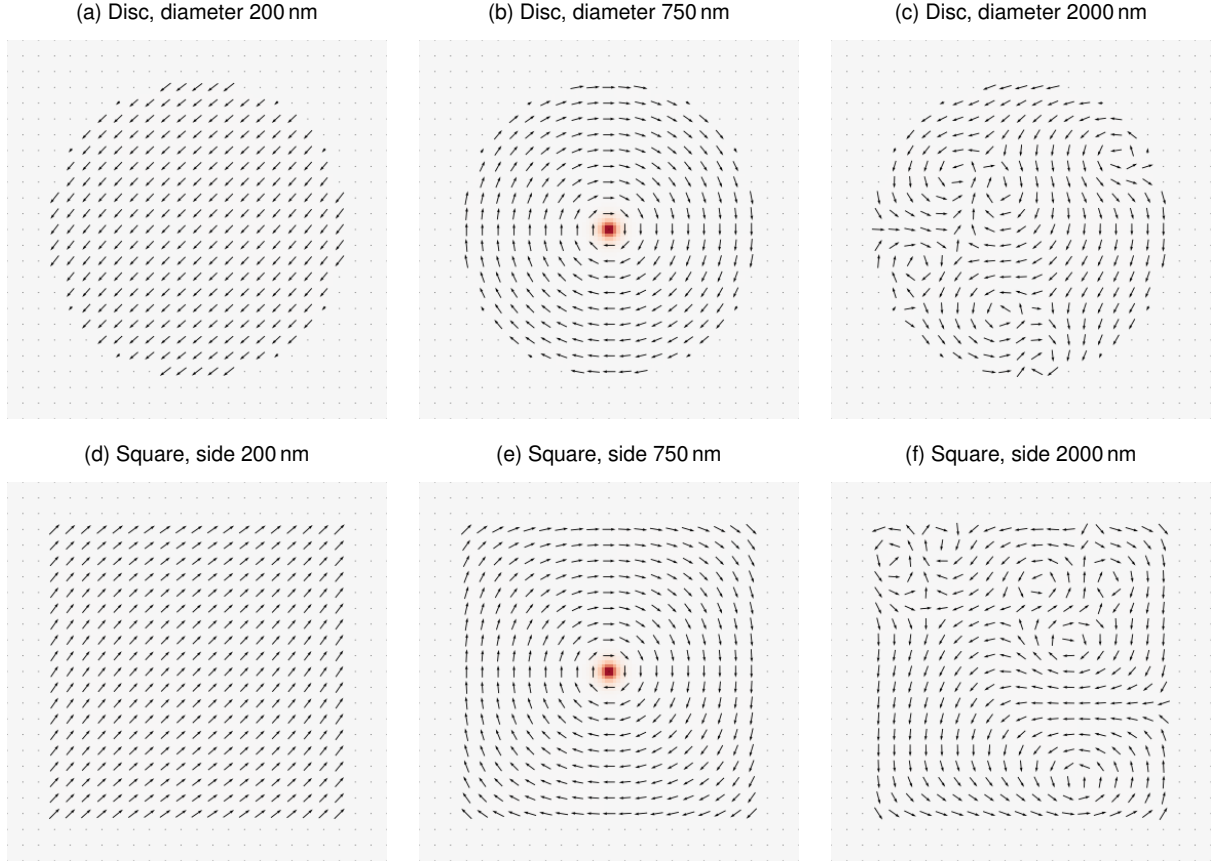 (a) Disc, diameter 200 nm
(b) Disc, diameter 750 nm
(c) Disc, diameter 2000 nm
(d) Square, side 200 nm
(e) Square, side 750 nm
(f) Square, side 2000 nm